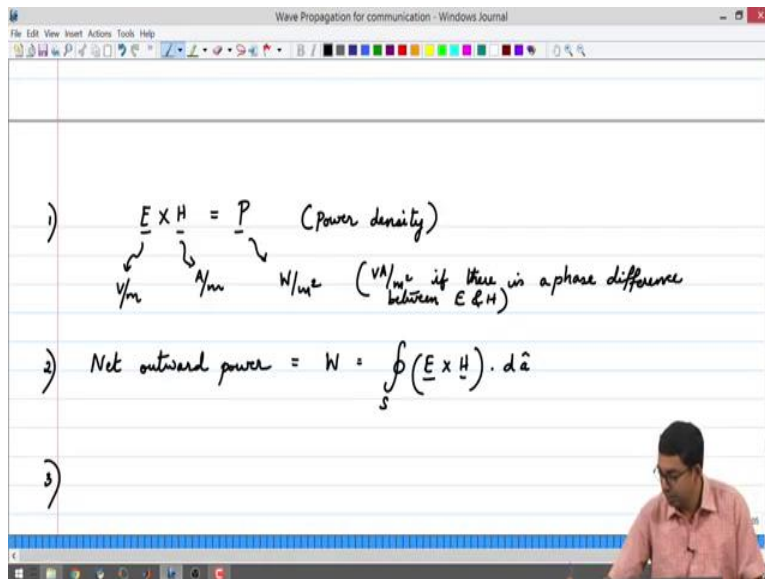 Wave Propagation for communication - Windows Journal
File Edit View Insert Actions Tools Help
1) E × H = P (Power density)
V/m A/m W/m² (VA/m² if there is a phase difference
between E & H)
2) Net outward power = W = ∮ₛ (E × H) . dâ
3)